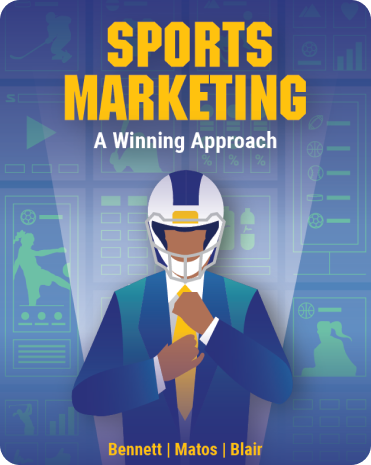 SPORTS
MARKETING
A Winning Approach
% % %
Bennett | Matos | Blair